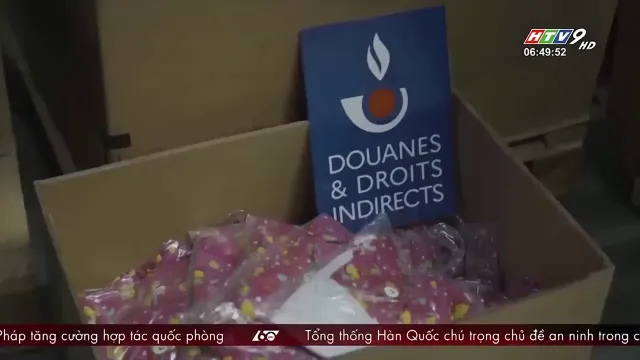 HTV9 HD
06:49:52
DOUANES
& DROITS
INDIRECTS
Pháp tăng cường hợp tác quốc phòng
60
Tổng thống Hàn Quốc chú trọng chủ đề an ninh trong c